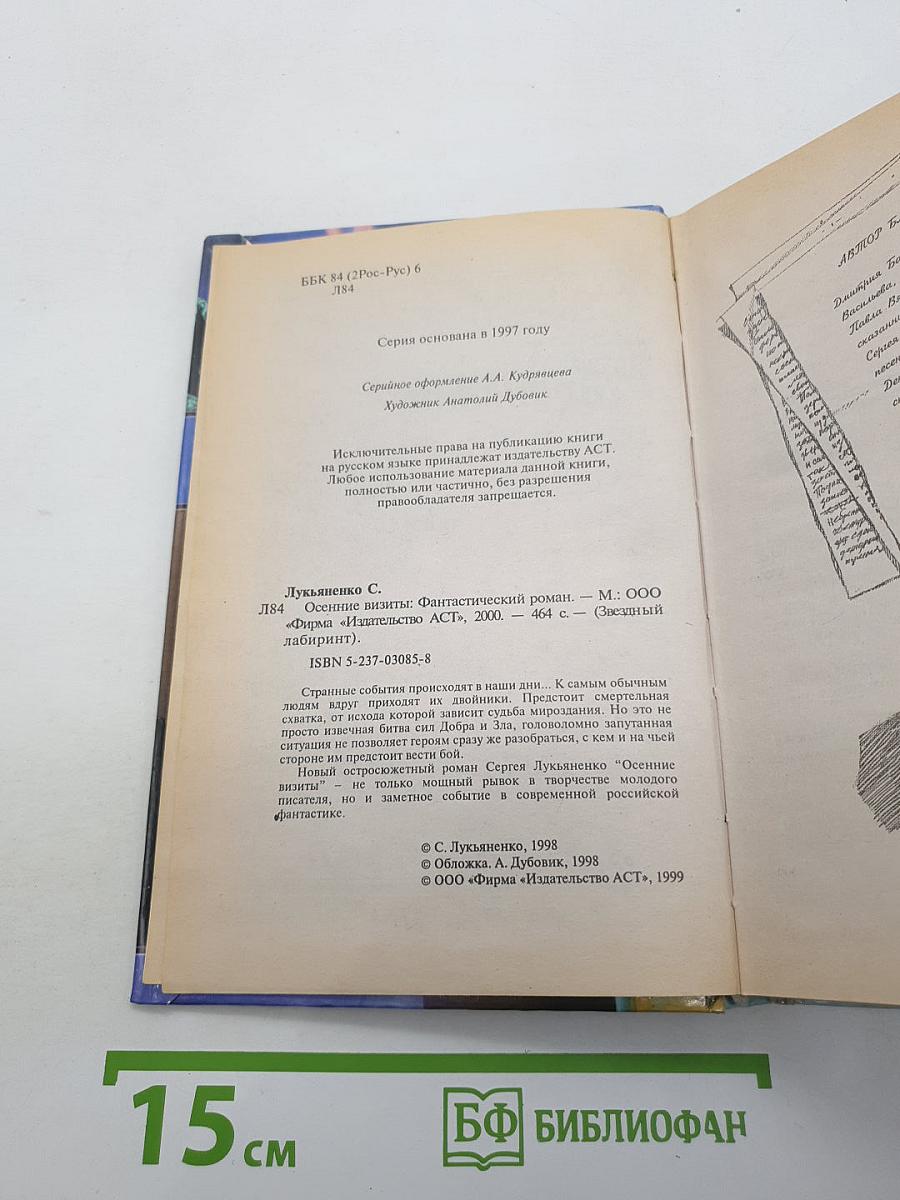 ББК 84 (2Рос-Рус) 6
Л84
Серия основана в 1997 году
Серийное оформление А.А. Кудрявцева
Художник Анатолий Дубовик
Исключительные права на публикацию книги
на русском языке принадлежат издательству АСТ.
Любое использование материала данной книги,
полностью или частично, без разрешения
правообладателя запрещается.
Лукьяненко С.
Л84 Осенние визиты: Фантастический роман. — М.: ООО
«Фирма «Издательство АСТ», 2000. — 464 с. — (Звездный
лабиринт).
ISBN 5-237-03085-8
Странные события происходят в наши дни... К самым обычным
людям вдруг приходят их двойники. Предстоит смертельная
схватка, от исхода которой зависит судьба мироздания. Но это не
просто извечная битва сил Добра и Зла, головоломно запутанная
ситуация не позволяет героям сразу же разобраться, с кем и на чьей
стороне им предстоит вести бой.
Новый остросюжетный роман Сергея Лукьяненко "Осенние
визиты" – не только мощный рывок в творчестве молодого
писателя, но и заметное событие в современной российской
фантастике.
© С. Лукьяненко, 1998
© Обложка. А. Дубовик, 1998
© ООО «Фирма «Издательство АСТ», 1999
АВТОР
Дмитрия
Васильева,
Павла
Сергея
15 см
БФ БИБЛИОФАН